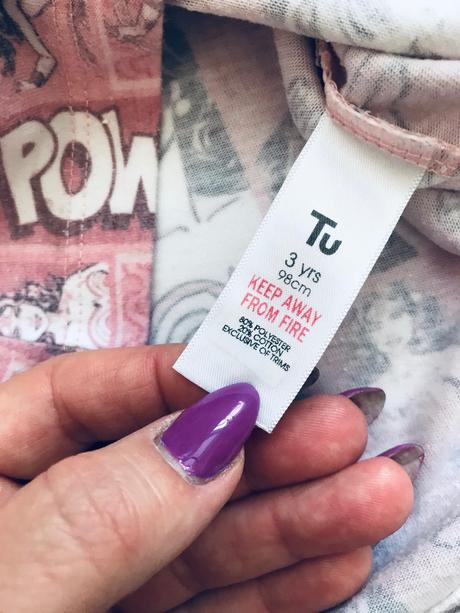 POW
Tu
3 yrs
98cm
KEEP AWAY
FROM FIRE
80% POLYESTER
20% COTTON
EXCLUSIVE OF TRIMS